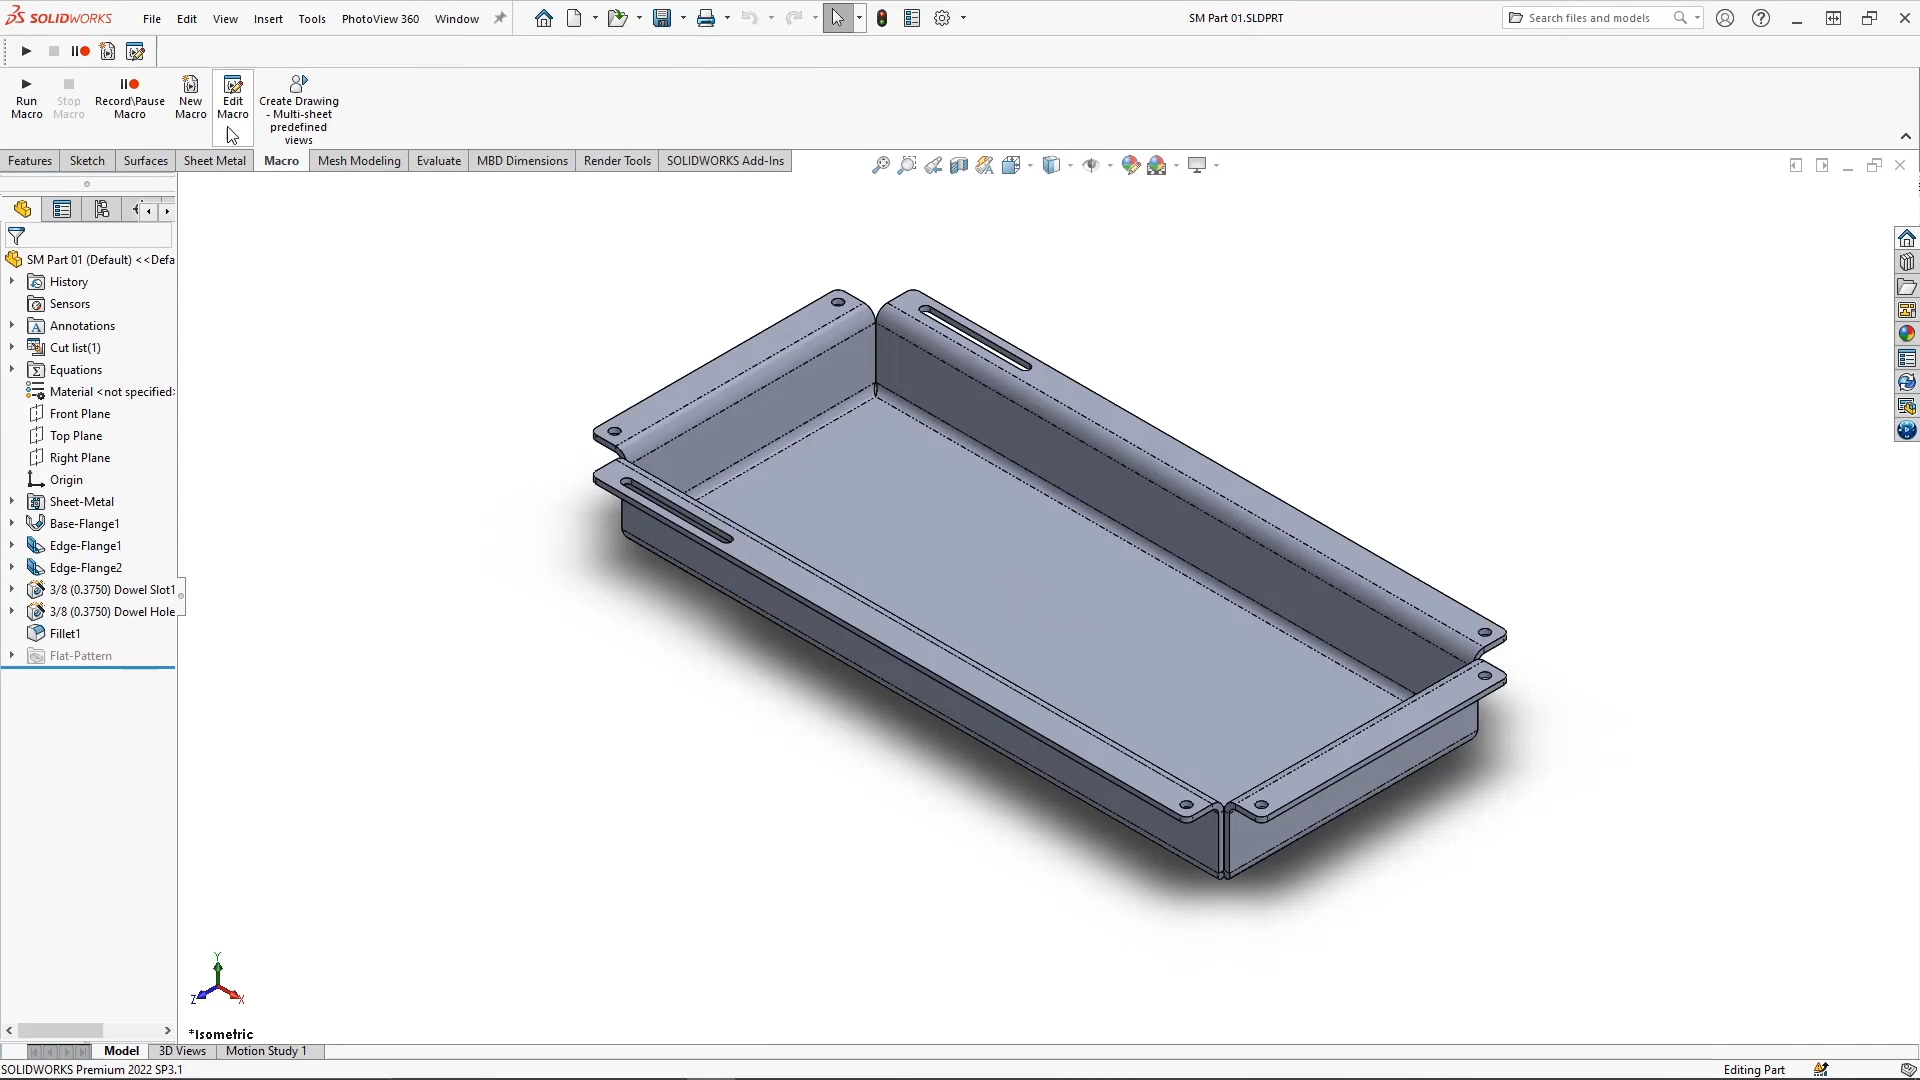 SOLIDWORKS File Edit View Insert Tools PhotoView 360 Window SM Part 01.SLDPRT Search files and models
Run Macro
Stop Macro
Record\Pause Macro
New Macro
Edit Macro
Create Drawing - Multi-sheet predefined views
Features Sketch Surfaces Sheet Metal Macro Mesh Modeling Evaluate MBD Dimensions Render Tools SOLIDWORKS Add-Ins
SM Part 01 (Default) <<Defa
History
Sensors
Annotations
Cut list(1)
Equations
Material <not specified>
Front Plane
Top Plane
Right Plane
Origin
Sheet-Metal
Base-Flange1
Edge-Flange1
Edge-Flange2
3/8 (0.3750) Dowel Slot1
3/8 (0.3750) Dowel Hole
Fillet1
Flat-Pattern
Y
Z X
*Isometric
Model 3D Views Motion Study 1
SOLIDWORKS Premium 2022 SP3.1 Editing Part